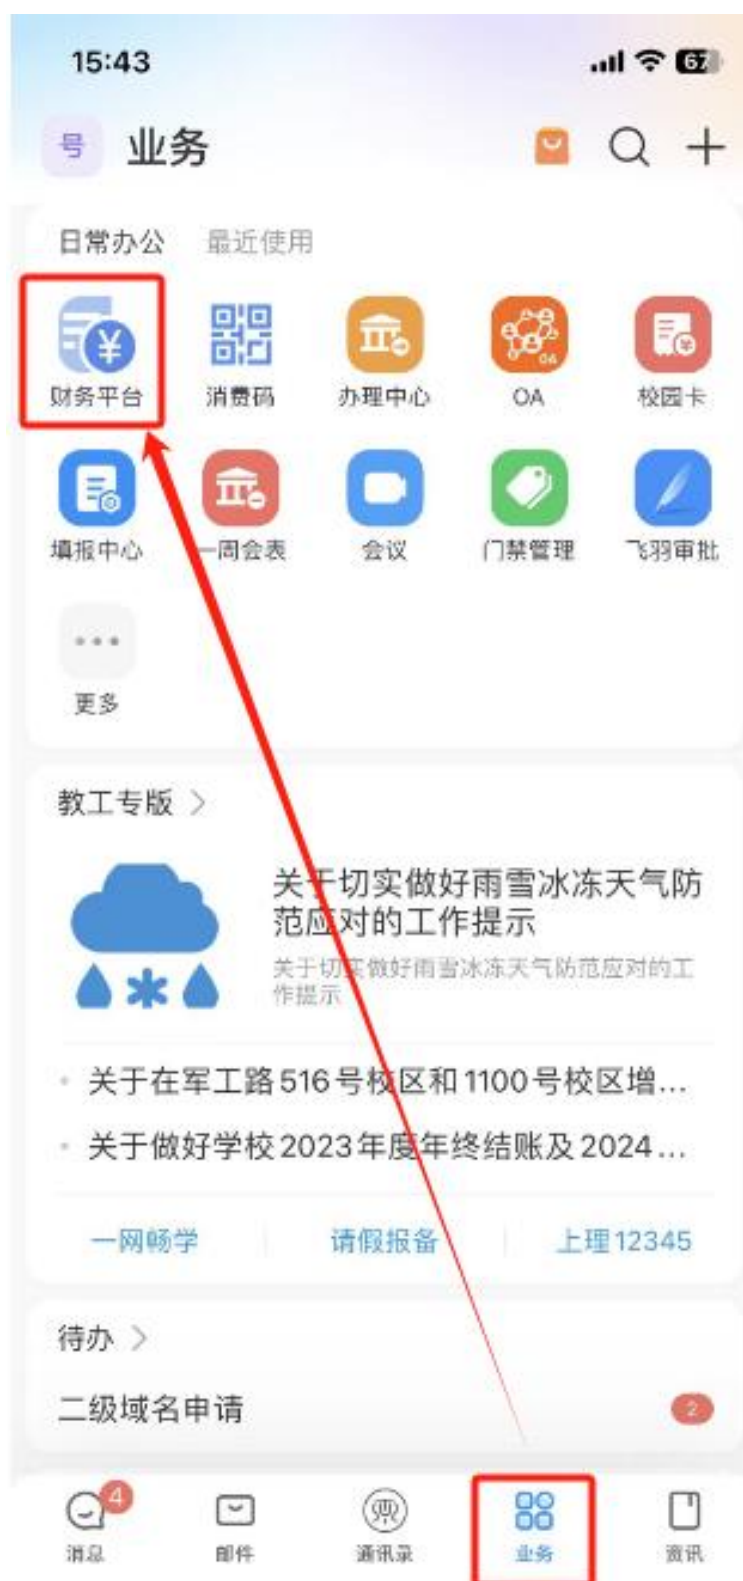 15:43
67
号 业务
日常办公 最近使用
财务平台 消费码 办理中心 OA 校园卡
填报中心 一周会表 会议 门禁管理 飞羽审批
更多
教工专版 >
关于切实做好雨雪冰冻天气防
范应对的工作提示
关于切实做好雨雪冰冻天气防范应对的工
作提示
关于在军工路516号校区和1100号校区增...
关于做好学校2023年度年终结账及2024...
一网畅学 请假报备 上理12345
待办 >
二级域名申请 2
4
消息 邮件 通讯录 业务 资讯